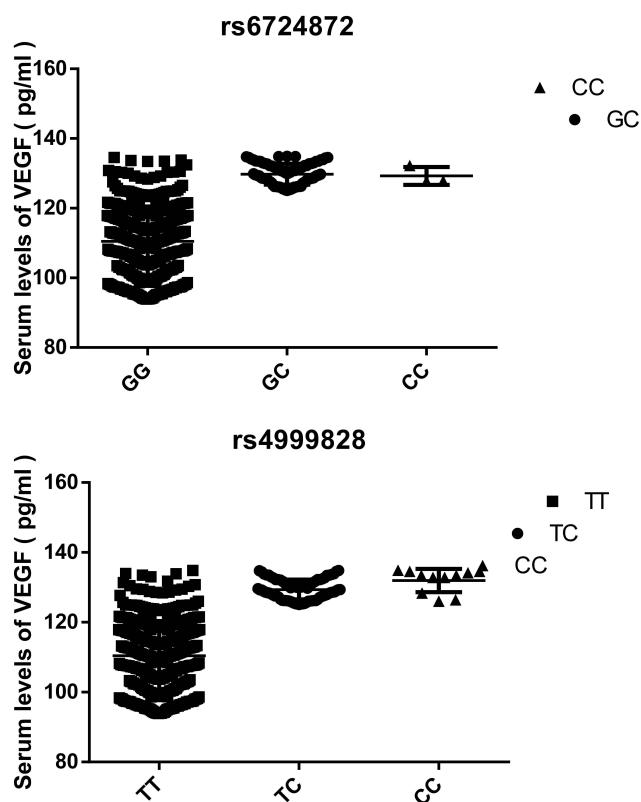 rs6724872
Serum levels of VEGF ( pg/ml )
160
140
120
100
80
GG
GC
CC
CC
GC
rs4999828
Serum levels of VEGF ( pg/ml )
160
140
120
100
80
TT
TC
CC
TT
TC
CC